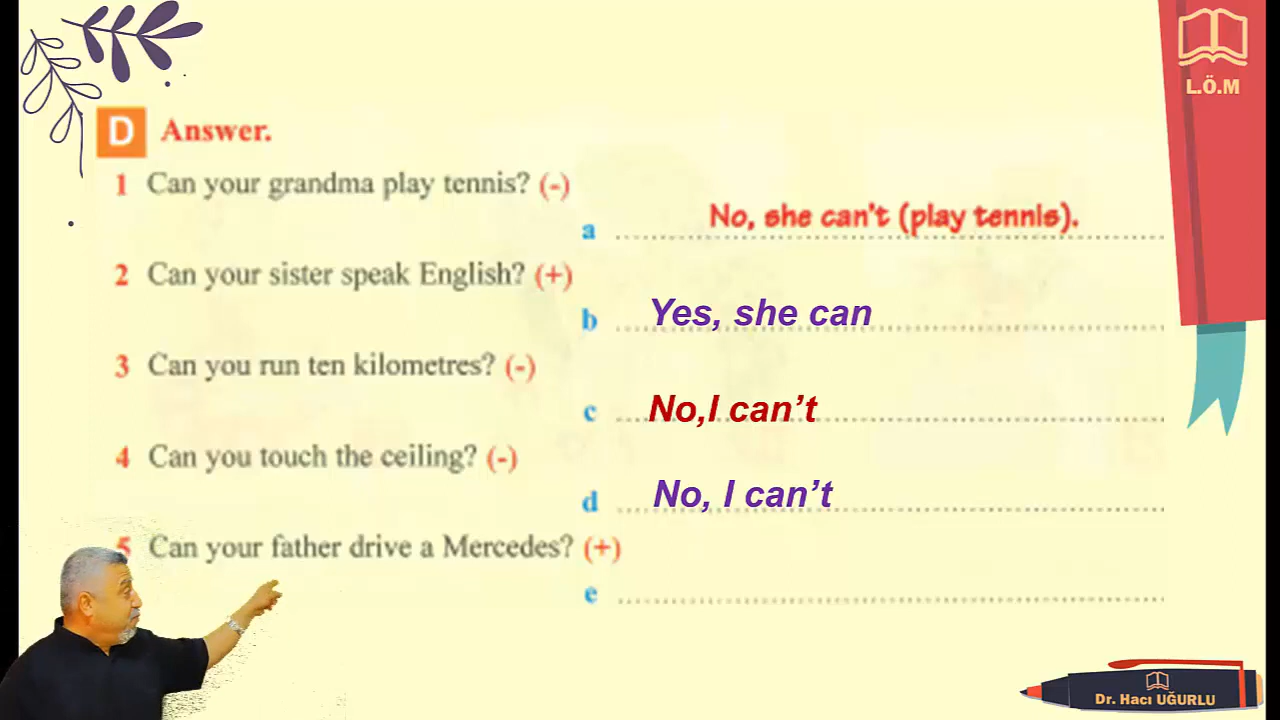 L.Ö.M
D Answer.
1 Can your grandma play tennis? (-)
a No, she can't (play tennis).
2 Can your sister speak English? (+)
b Yes, she can
3 Can you run ten kilometres? (-)
c No,I can’t
4 Can you touch the ceiling? (-)
d No, I can’t
5 Can your father drive a Mercedes? (+)
e
Dr. Hacı UĞURLU